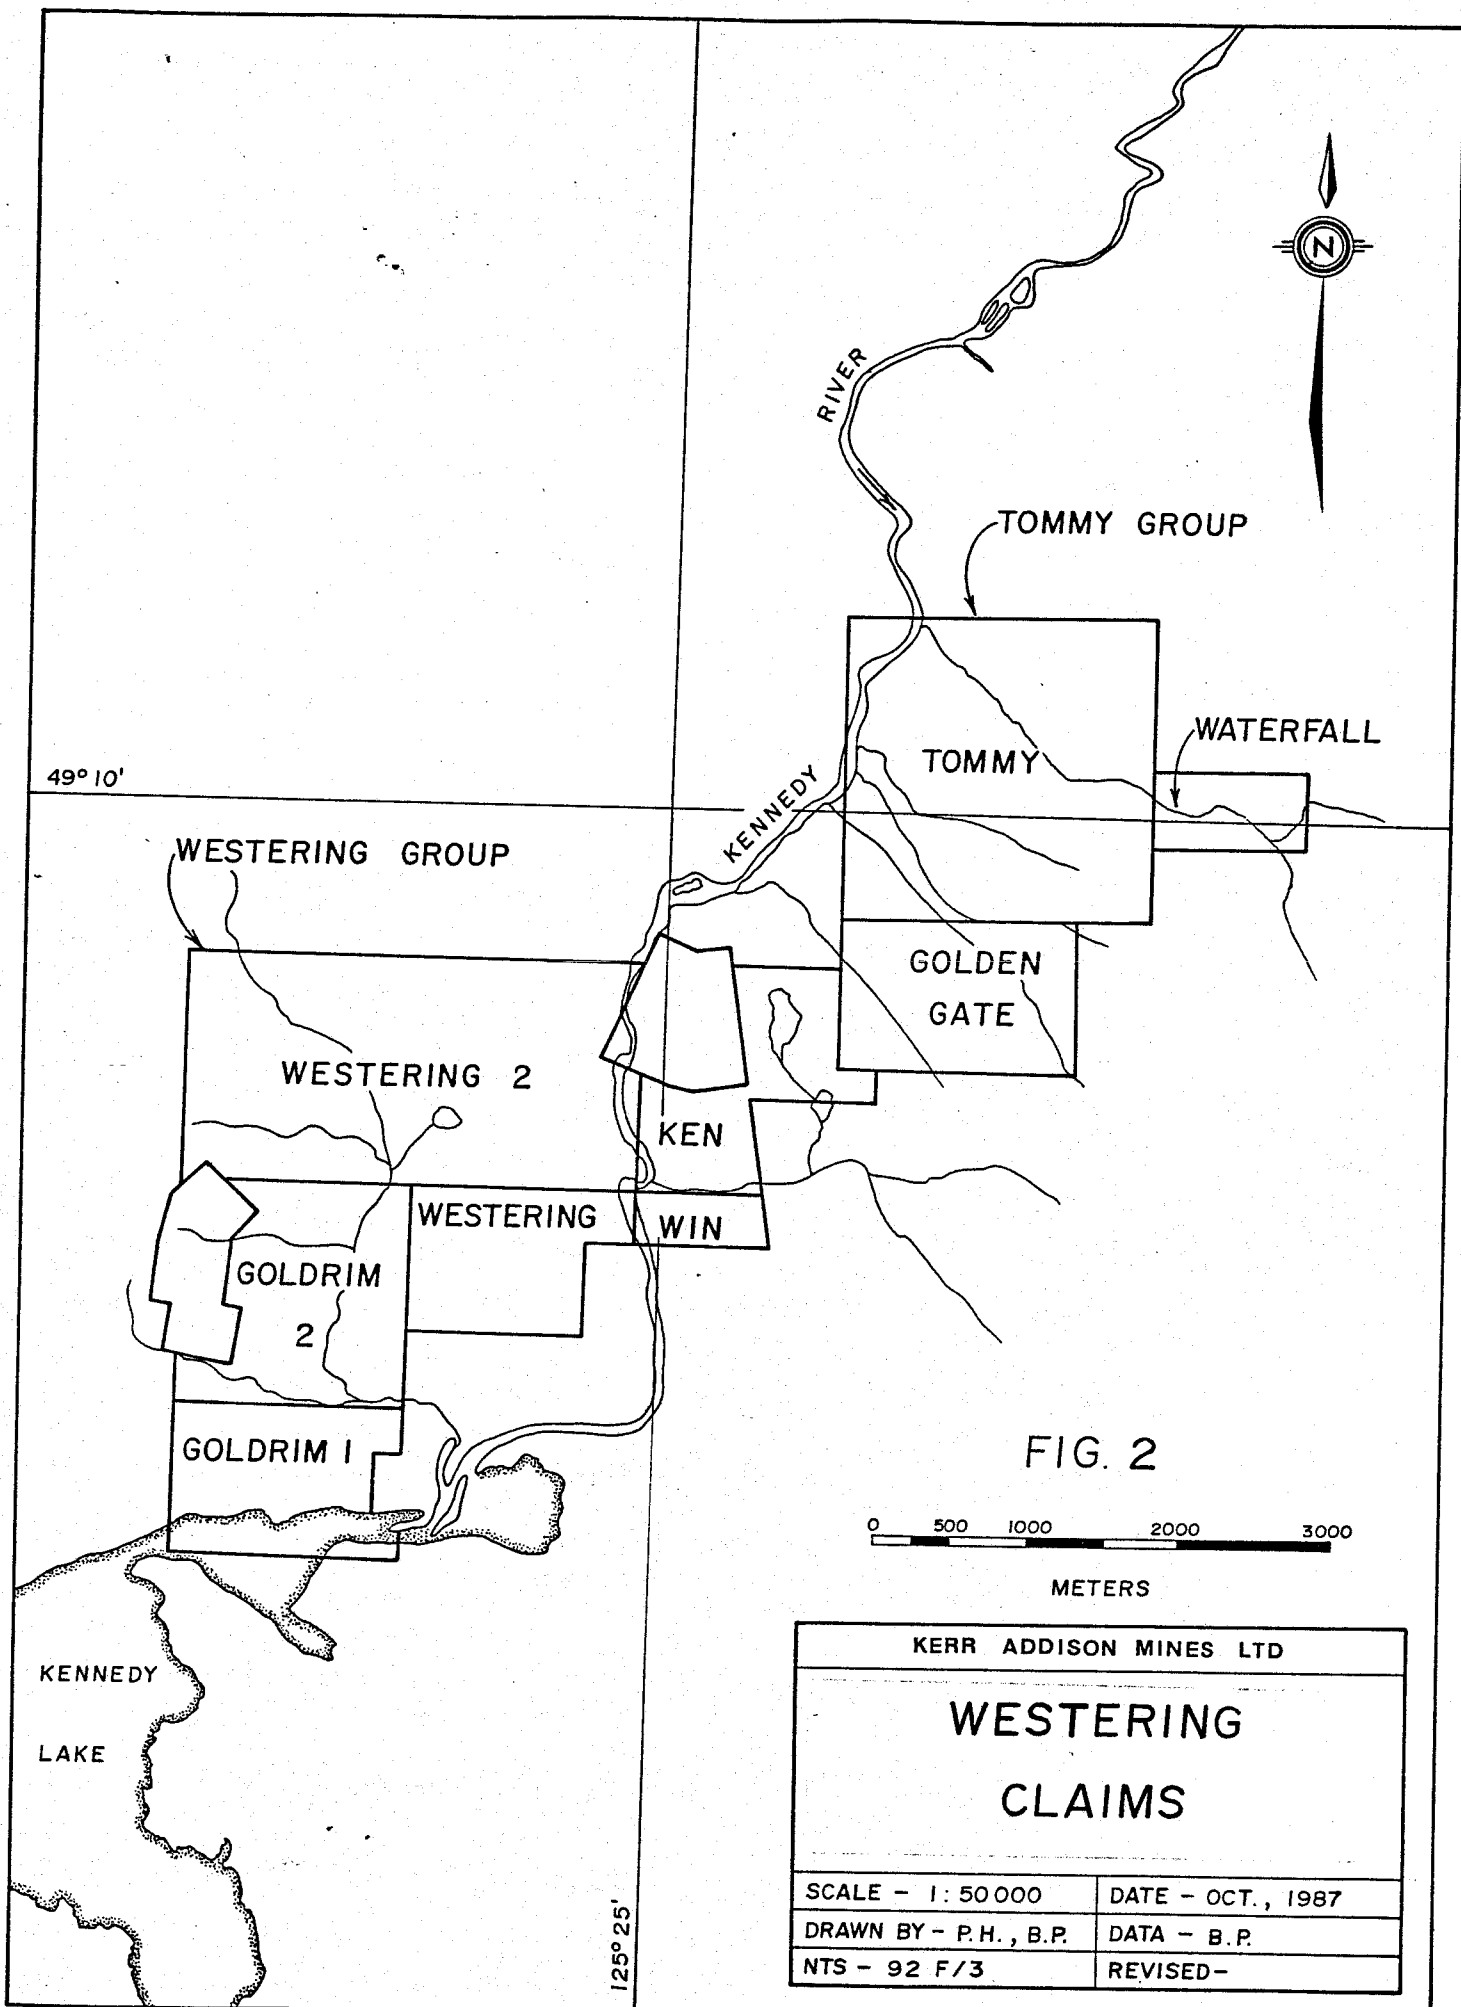 N
RIVER
TOMMY GROUP
WATERFALL
TOMMY
49° 10'
KENNEDY
WESTERING GROUP
GOLDEN
GATE
WESTERING 2
KEN
WESTERING
WIN
GOLDRIM
2
GOLDRIM 1
FIG. 2
0 500 1000 2000 3000
METERS
KENNEDY
LAKE
125° 25'
KERR ADDISON MINES LTD
WESTERING
CLAIMS
SCALE - 1:50000
DATE - OCT., 1987
DRAWN BY - P.H., B.P.
DATA - B.P.
NTS - 92 F/3
REVISED-